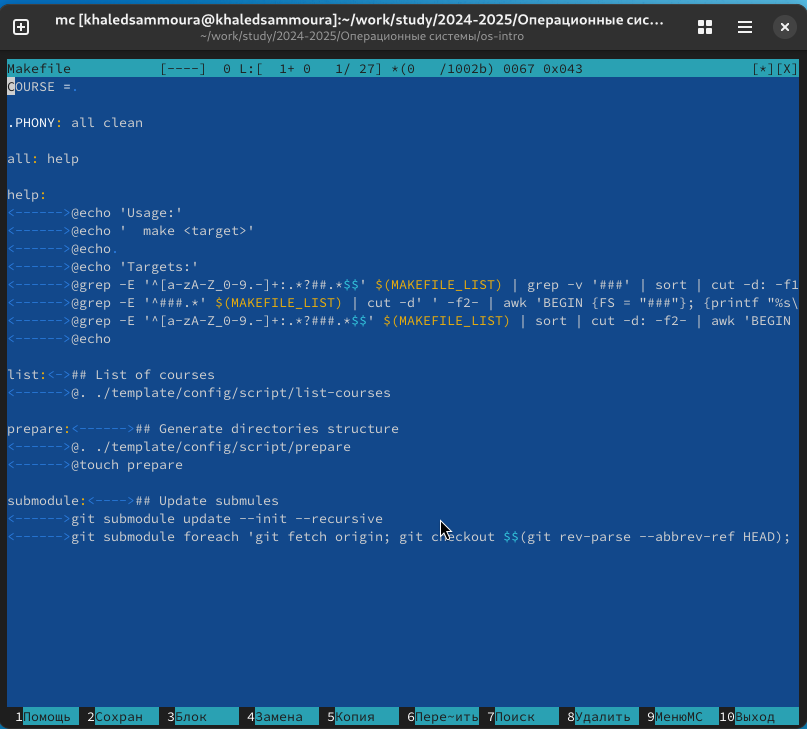 mc [khaledsammoura@khaledsammoura]:~/work/study/2024-2025/Операционные сис…
~/work/study/2024-2025/Операционные системы/os-intro
Makefile [----] 0 L:[ 1+ 0 1/ 27] *(0 /1002b) 0067 0x043 [*][X]
COURSE =.
.PHONY: all clean
all: help
help:
<------>@echo 'Usage:'
<------>@echo '  make <target>'
<------>@echo.
<------>@echo 'Targets:'
<------>@grep -E '^[a-zA-Z_0-9.-]+:.*?##.*$$' $(MAKEFILE_LIST) | grep -v '###' | sort | cut -d: -f1
<------>@grep -E '^###.*' $(MAKEFILE_LIST) | cut -d' ' -f2- | awk 'BEGIN {FS = "###"}; {printf "%s\
<------>@grep -E '^[a-zA-Z_0-9.-]+:.*?###.*$$' $(MAKEFILE_LIST) | sort | cut -d: -f2- | awk 'BEGIN
<------>@echo
list:<->## List of courses
<------>@. ./template/config/script/list-courses
prepare:<------>## Generate directories structure
<------>@. ./template/config/script/prepare
<------>@touch prepare
submodule:<---->## Update submules
<------>git submodule update --init --recursive
<------>git submodule foreach 'git fetch origin; git checkout $$(git rev-parse --abbrev-ref HEAD);
1Помощь 2Сохран 3Блок 4Замена 5Копия 6Пере~ить 7Поиск 8Удалить 9МенюMC 10Выход